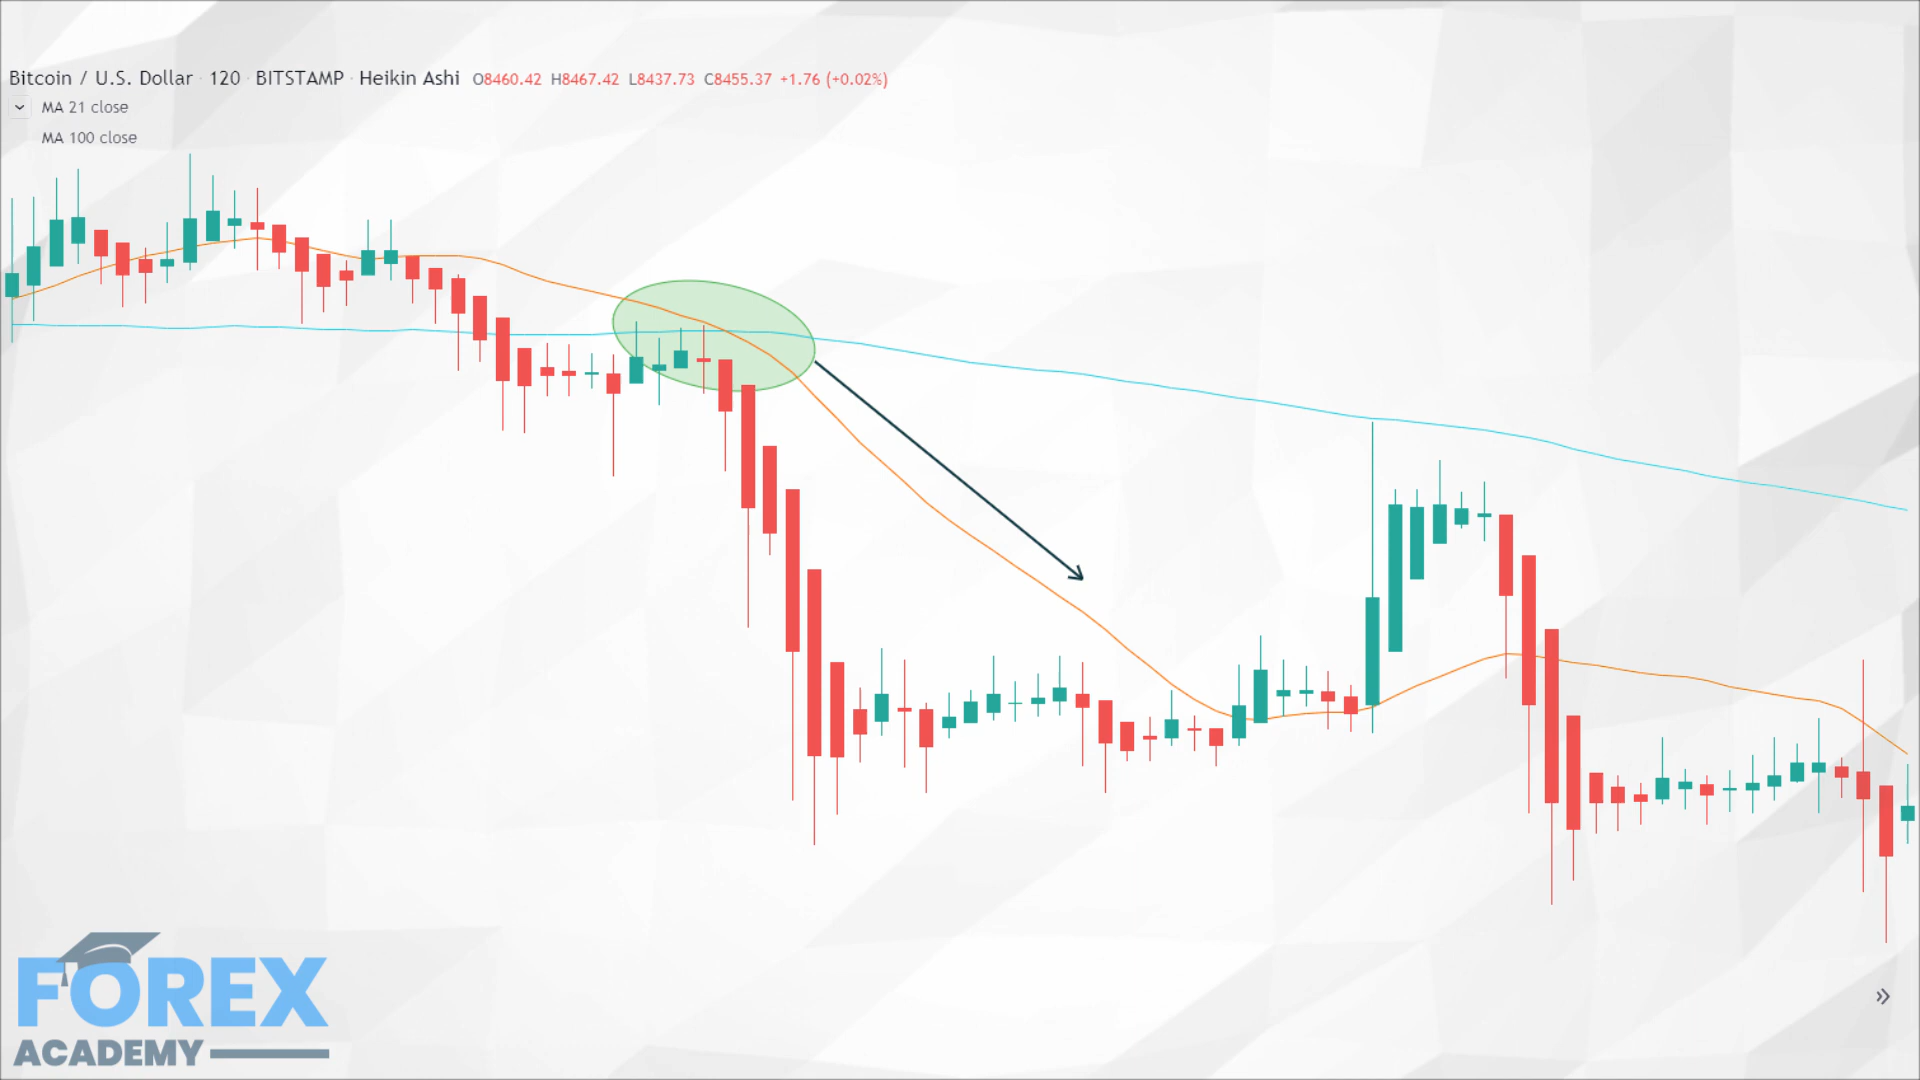 Bitcoin / U.S. Dollar · 120 · BITSTAMP · Heikin Ashi O8460.42 H8467.42 L8437.73 C8455.37 +1.76 (+0.02%)
MA 21 close
MA 100 close
FOREX
ACADEMY